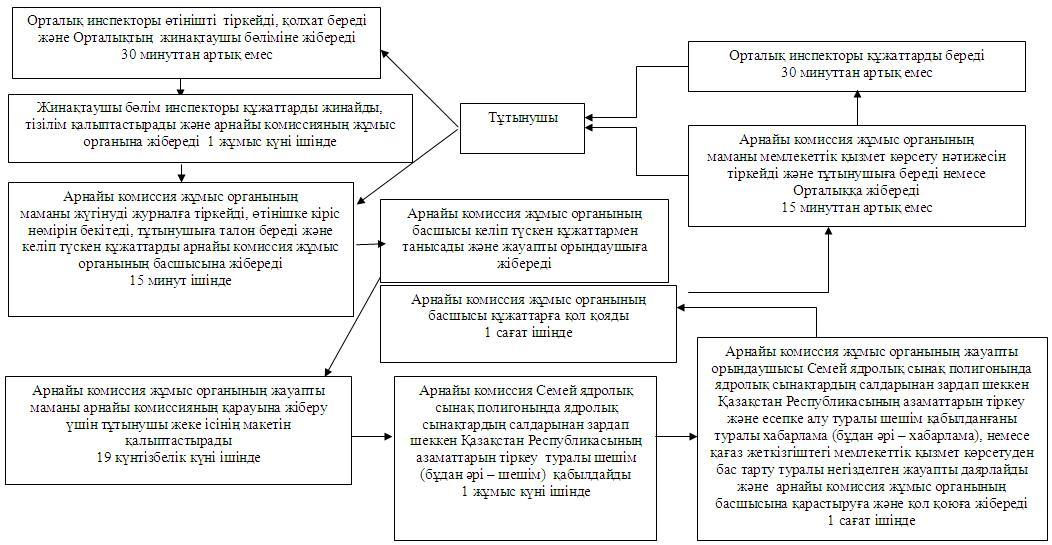 Орталық инспекторы өтінішті тіркейді, қолхат береді
және Орталықтың жинақтаушы бөліміне жібереді
30 минуттан артық емес
Жинақтаушы бөлім инспекторы құжаттарды жинайды,
тізілім қалыптастырады және арнайы комиссияның жұмыс
органына жібереді 1 жұмыс күні ішінде
Арнайы комиссия жұмыс органының
маманы жүгінуді журналға тіркейді, өтінішке кіріс
нөмірін бекітеді, тұтынушыға талон береді және
келіп түскен құжаттарды арнайы комиссия жұмыс
органының басшысына жібереді
15 минут ішінде
Тұтынушы
Орталық инспекторы құжаттарды береді
30 минуттан артық емес
Арнайы комиссия жұмыс органының
маманы мемлекеттік қызмет көрсету нәтижесін
тіркейді және тұтынушыға береді немесе
Орталыққа жібереді
15 минуттан артық емес
Арнайы комиссия жұмыс органының
басшысы келіп түскен құжаттармен
танысады және жауапты орындаушыға
жібереді
Арнайы комиссия жұмыс органының
басшысы құжаттарға қол қояды
1 сағат ішінде
Арнайы комиссия жұмыс органының жауапты
маманы арнайы комиссияның қарауына жіберу
үшін тұтынушы жеке ісінің макетін
қалыптастырады
19 күнтізбелік күні ішінде
Арнайы комиссия Семей ядролық
сынақ полигонында ядролық
сынақтардың салдарынан зардап
шеккен Қазақстан Республикасының
азаматтарын тіркеу туралы шешім
(бұдан әрі – шешім) қабылдайды
1 жұмыс күні ішінде
Арнайы комиссия жұмыс органының жауапты
орындаушысы Семей ядролық сынақ полигонында
ядролық сынақтардың салдарынан зардап шеккен
Қазақстан Республикасының азаматтарын тіркеу
және есепке алу туралы шешім қабылданғаны
туралы хабарлама (бұдан әрі – хабарлама), немесе
қағаз жеткізгіштегі мемлекеттік қызмет көрсетуден
бас тарту туралы негізделген жауапты даярлайды
және арнайы комиссия жұмыс органының
басшысына қарастыруға және қол қоюға жібереді
1 сағат ішінде